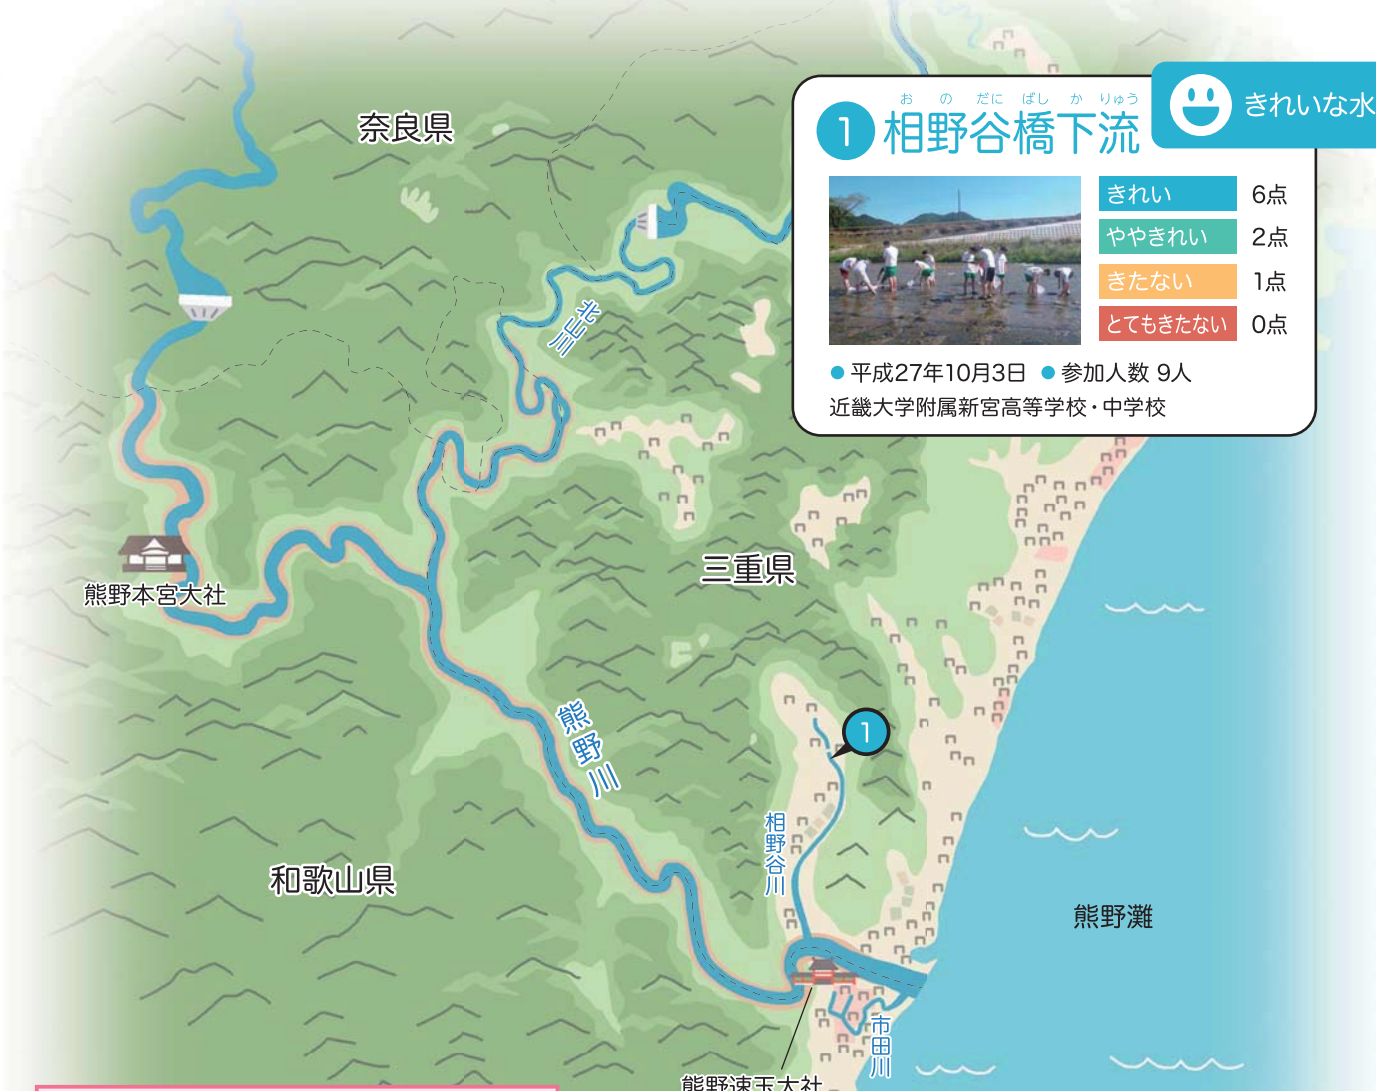 奈良県
お の だに ばし か りゅう
1 相野谷橋下流
きれいな水
きれい 6点
ややきれい 2点
きたない 1点
とてもきたない 0点
● 平成27年10月3日 ● 参加人数 9人
近畿大学附属新宮高等学校・中学校
北山川
熊野本宮大社
三重県
熊野川
1
相野谷川
和歌山県
熊野灘
市田川
熊野速玉大社